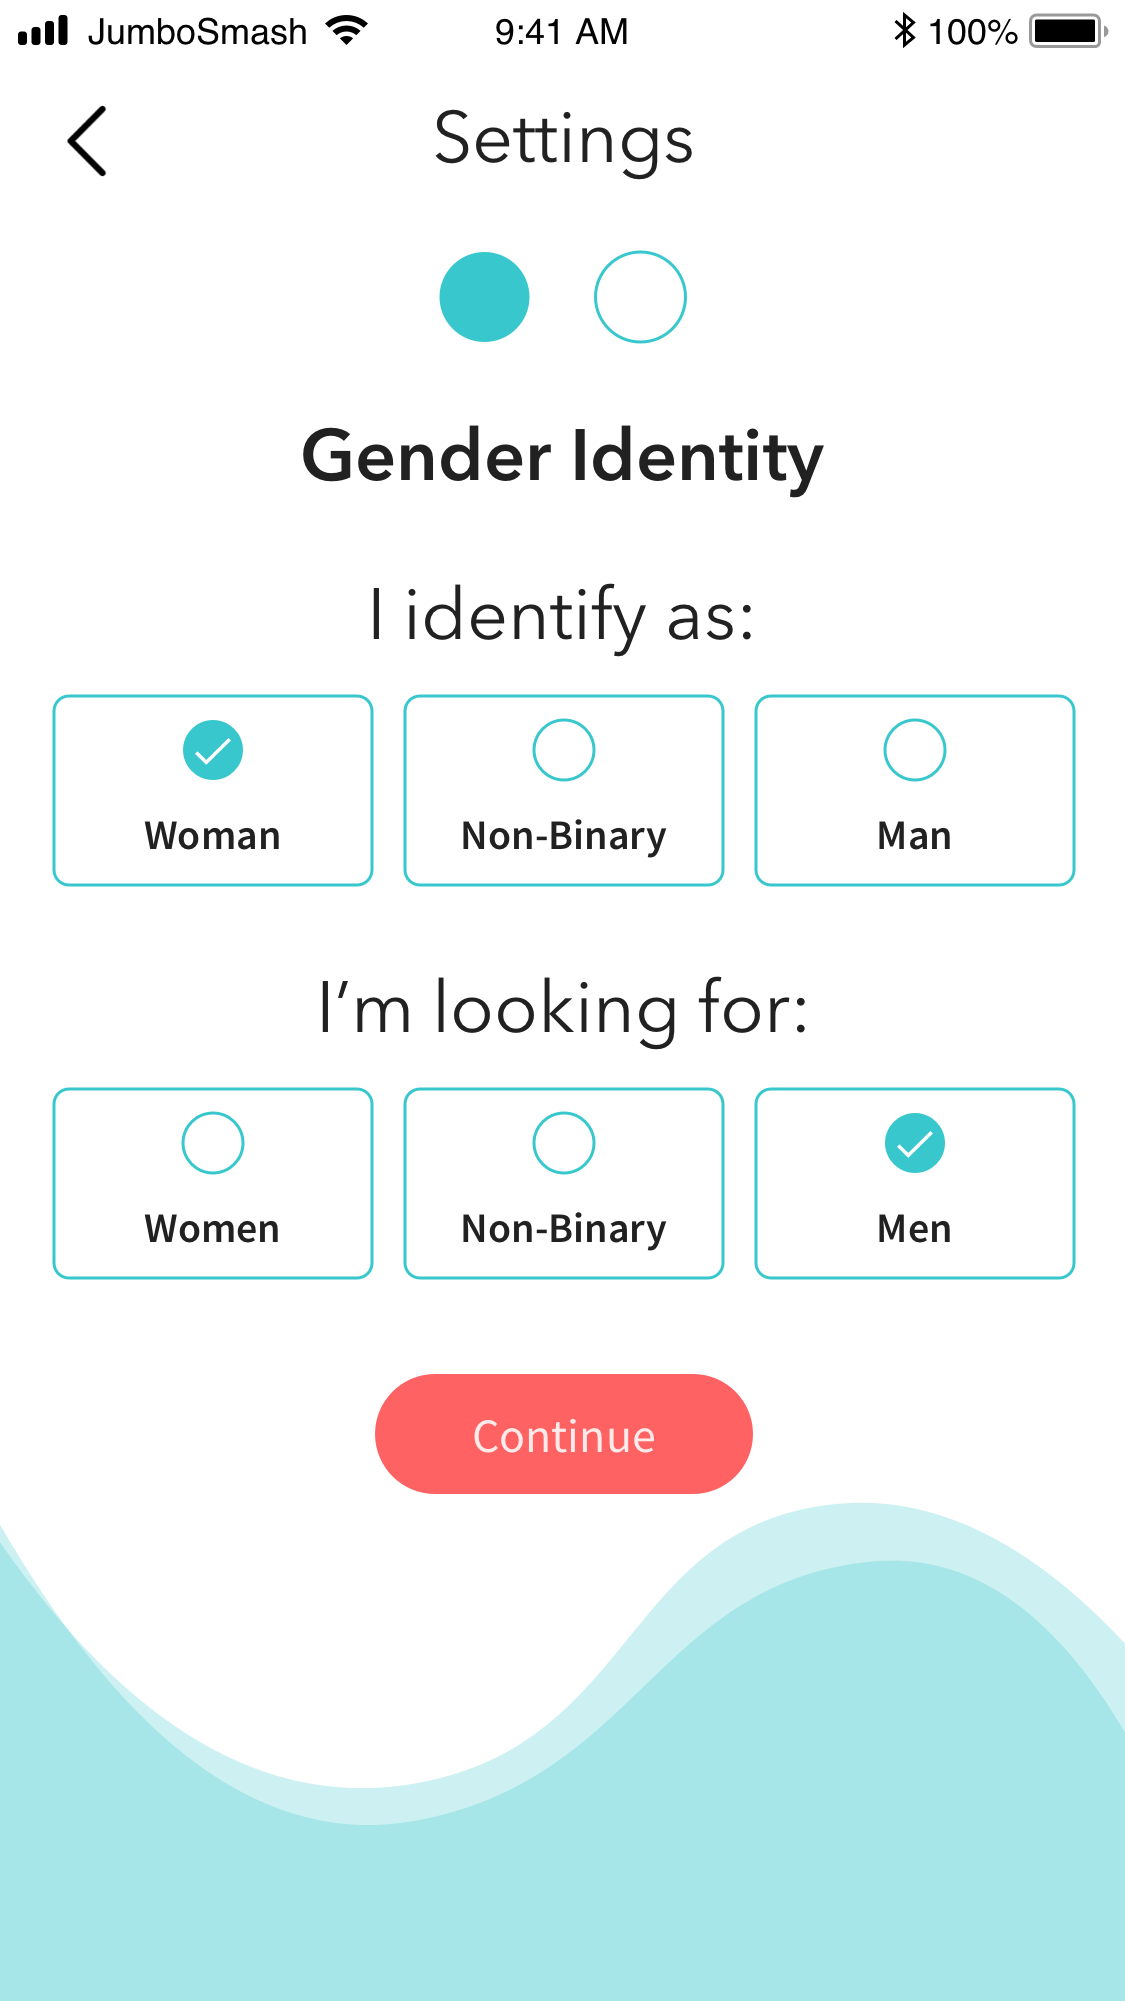 JumboSmash 9:41 AM 100%
Settings
Gender Identity
I identify as:
Woman Non-Binary Man
I’m looking for:
Women Non-Binary Men
Continue